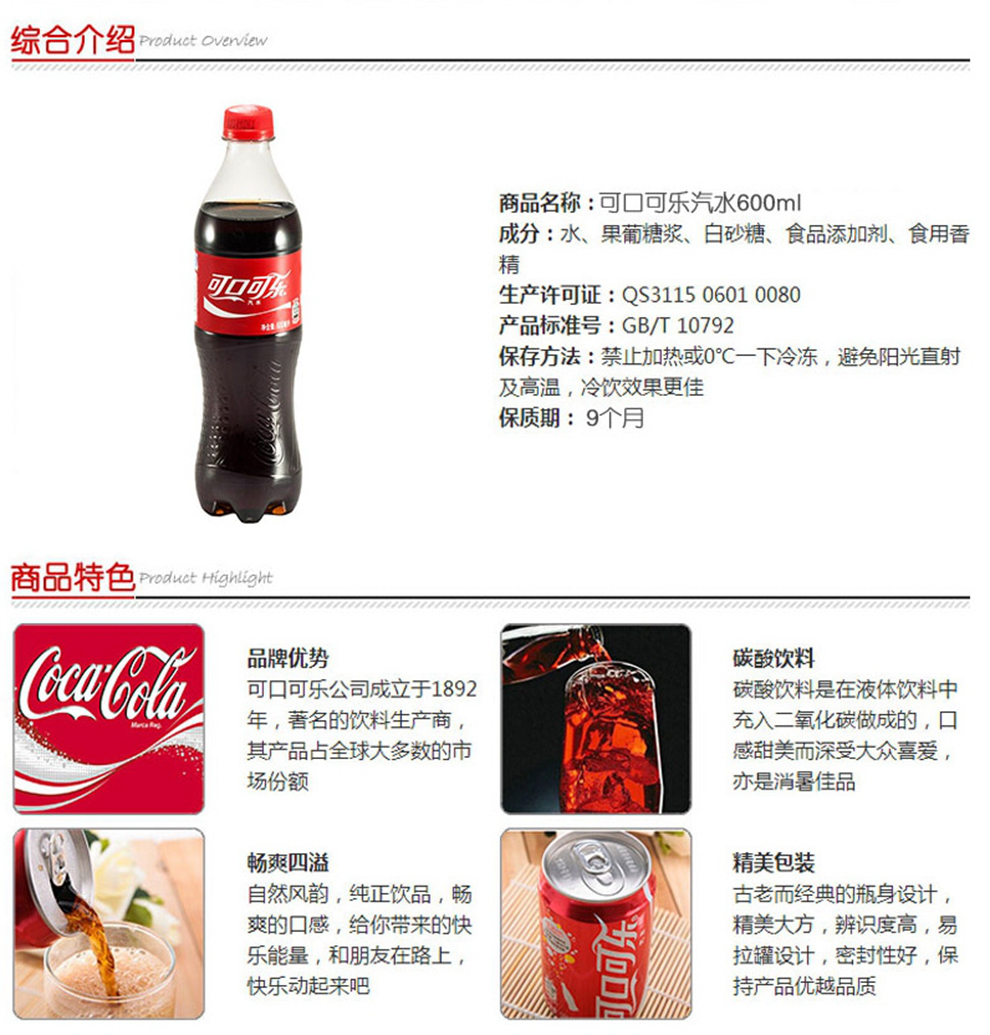 综合介绍 Product Overview
可口可乐
汽水
商品名称：可口可乐汽水600ml
成分：水、果葡糖浆、白砂糖、食品添加剂、食用香
精
生产许可证：QS3115 0601 0080
产品标准号：GB/T 10792
保存方法：禁止加热或0℃一下冷冻，避免阳光直射
及高温，冷饮效果更佳
保质期： 9个月
商品特色 Product Highlight
Coca-Cola
Marca Reg.
品牌优势
可口可乐公司成立于1892
年，著名的饮料生产商，
其产品占全球大多数的市
场份额
碳酸饮料
碳酸饮料是在液体饮料中
充入二氧化碳做成的，口
感甜美而深受大众喜爱，
亦是消暑佳品
畅爽四溢
自然风韵，纯正饮品，畅
爽的口感，给你带来的快
乐能量，和朋友在路上，
快乐动起来吧
可口可乐
精美包装
古老而经典的瓶身设计，
精美大方，辨识度高，易
拉罐设计，密封性好，保
持产品优越品质